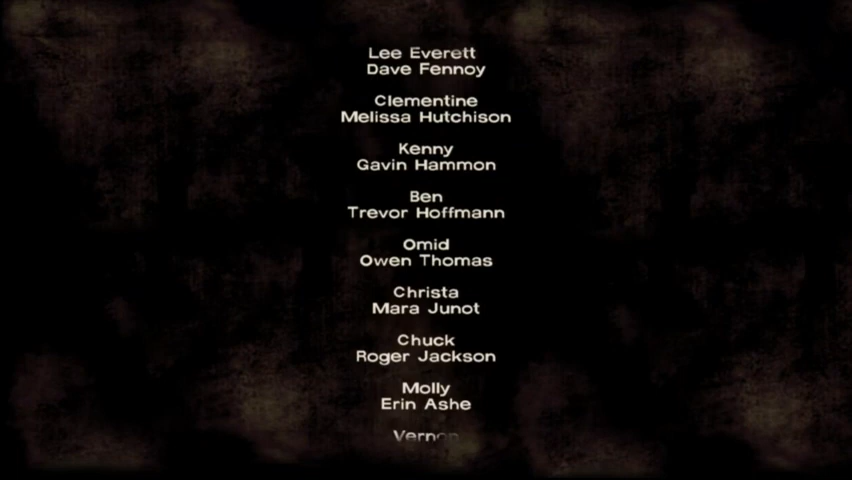 Lee Everett
Dave Fennoy
Clementine
Melissa Hutchison
Kenny
Gavin Hammon
Ben
Trevor Hoffmann
Omid
Owen Thomas
Christa
Mara Junot
Chuck
Roger Jackson
Molly
Erin Ashe
Vernon